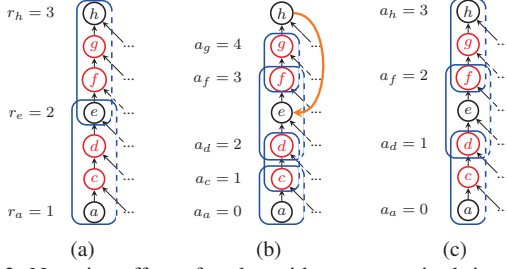 r_h = 3 h a_h = 3 h
g ... a_g = 4 g ... g ...
f ... a_f = 3 f ... a_f = 2 f ...
r_e = 2 e ... e ... e ...
d ... a_d = 2 d ... a_d = 1 d ...
c ... a_c = 1 c ... c ...
r_a = 1 a a_a = 0 a a_a = 0 a
(a) (b) (c)